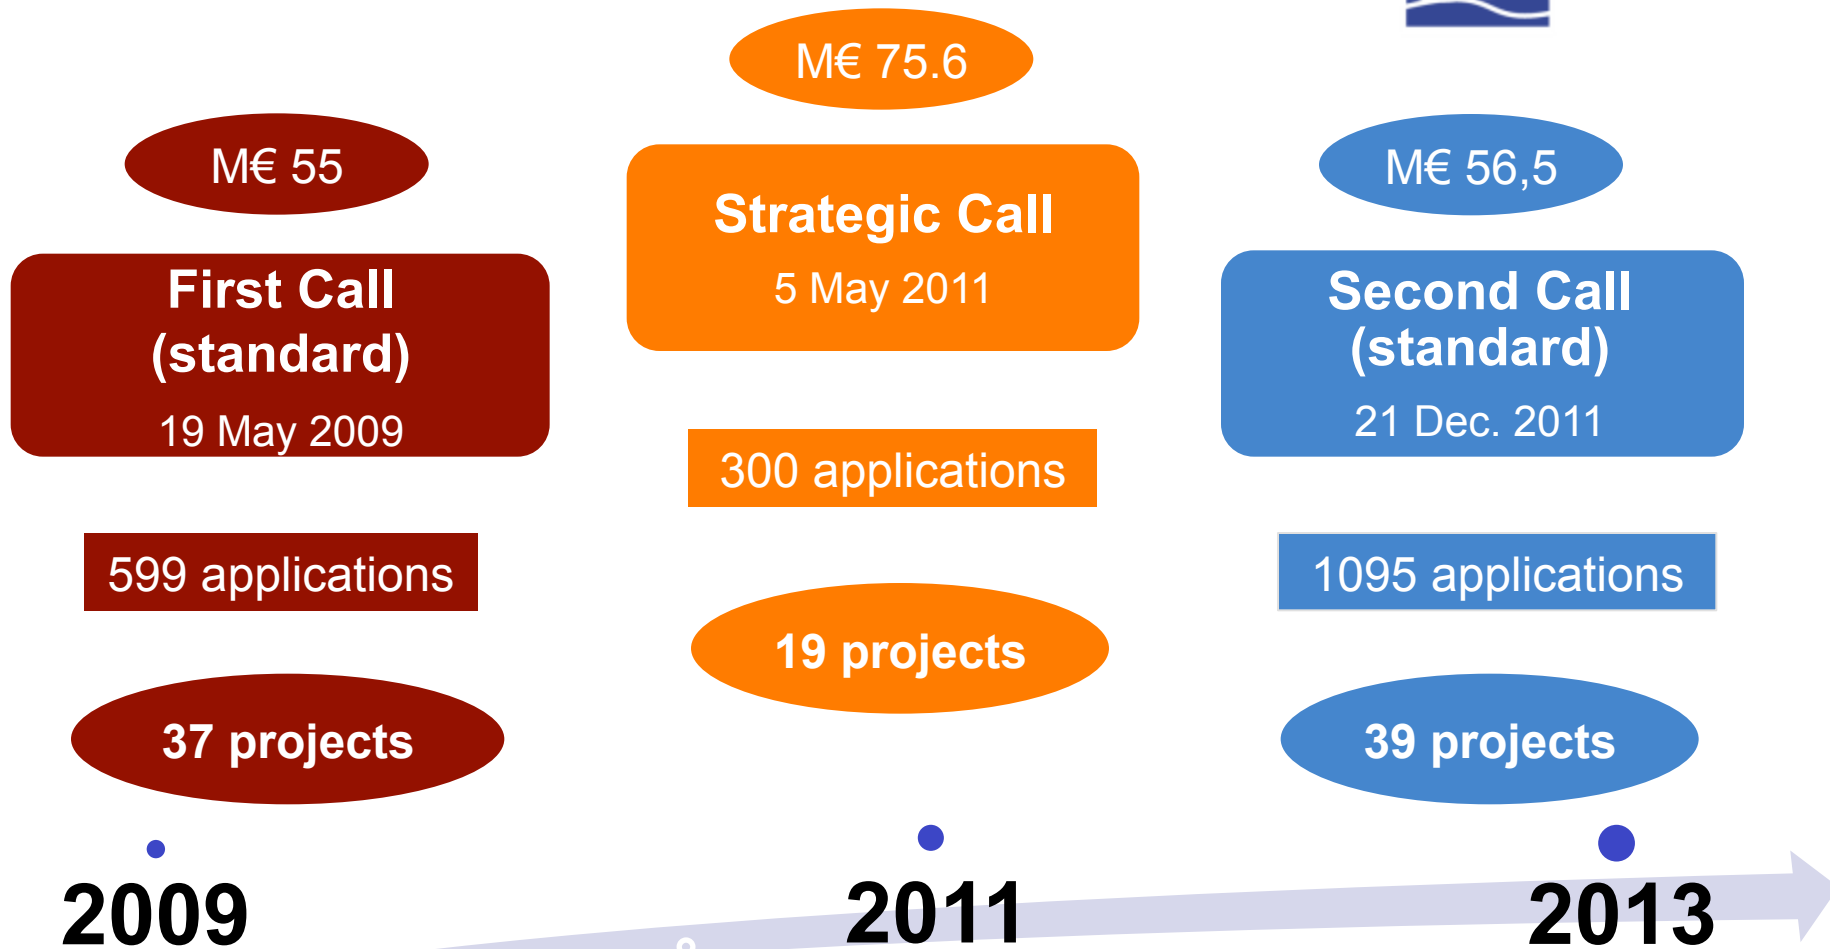 M€ 55
First Call
(standard)
19 May 2009
599 applications
37 projects
M€ 75.6
Strategic Call
5 May 2011
300 applications
19 projects
M€ 56,5
Second Call
(standard)
21 Dec. 2011
1095 applications
39 projects
2009
2011
2013